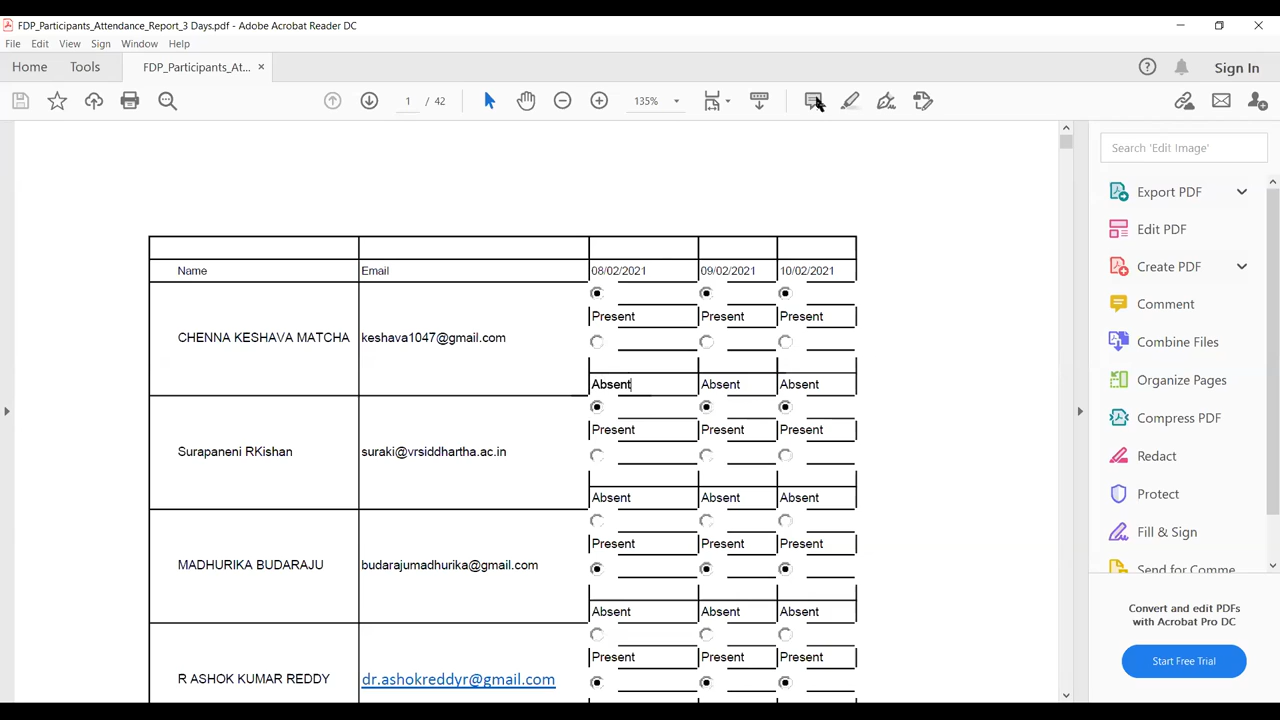 FDP_Participants_Attendance_Report_3 Days.pdf - Adobe Acrobat Reader DC
File Edit View Sign Window Help
Home Tools FDP_Participants_At... × Sign In
1 / 42 135%
Search 'Edit Image'
Export PDF
Edit PDF
Create PDF
Comment
Combine Files
Organize Pages
Compress PDF
Redact
Protect
Fill & Sign
Send for Comme
Convert and edit PDFs
with Acrobat Pro DC
Start Free Trial
Name Email 08/02/2021 09/02/2021 10/02/2021
Present Present Present
CHENNA KESHAVA MATCHA keshava1047@gmail.com
Absent Absent Absent
Present Present Present
Surapaneni RKishan suraki@vrsiddhartha.ac.in
Absent Absent Absent
Present Present Present
MADHURIKA BUDARAJU budarajumadhurika@gmail.com
Absent Absent Absent
Present Present Present
R ASHOK KUMAR REDDY dr.ashokreddyr@gmail.com